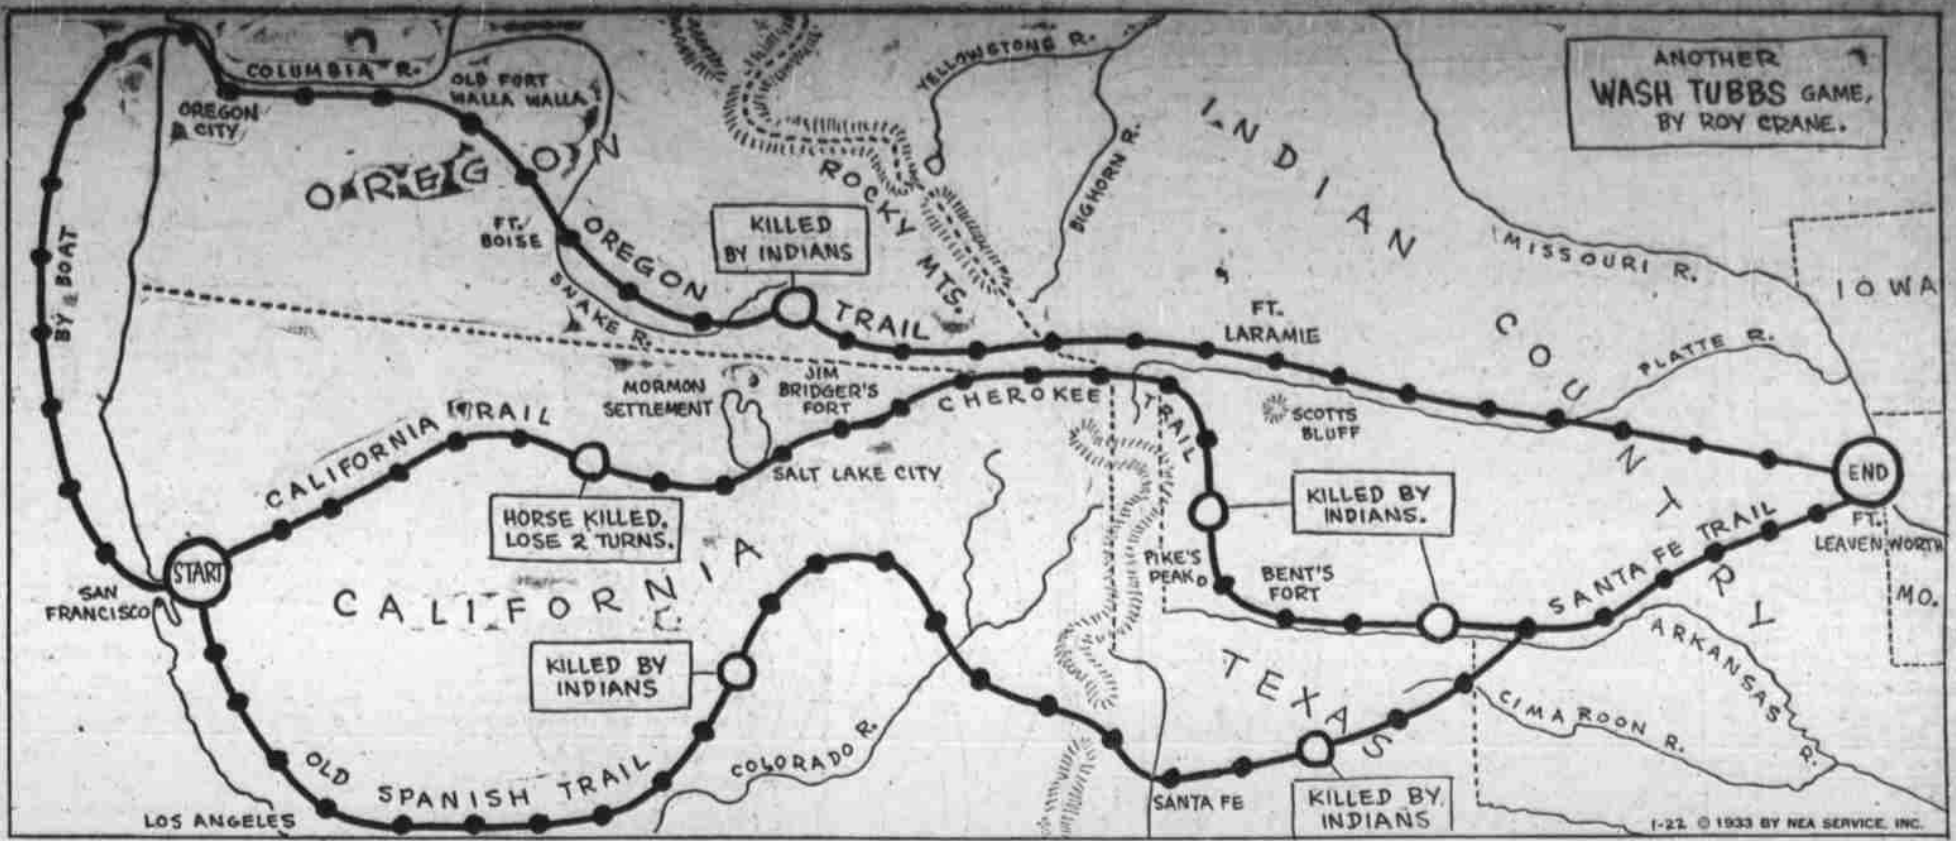 ANOTHER
WASH TUBBS GAME,
BY ROY CRANE.
COLUMBIA R.
OLD FORT
WALLA WALLA
OREGON
CITY
OREGON
FT.
BOISE
OREGON TRAIL
SNAKE R.
KILLED
BY INDIANS
ROCKY MTS.
YELLOWSTONE R.
BIGHORN R.
INDIAN COUNTRY
MISSOURI R.
IOWA
PLATTE R.
FT.
LARAMIE
SCOTTS
BLUFF
BY BOAT
CALIFORNIA TRAIL
MORMON
SETTLEMENT
JIM
BRIDGER'S
FORT
CHEROKEE TRAIL
SALT LAKE CITY
HORSE KILLED.
LOSE 2 TURNS.
START
SAN
FRANCISCO
CALIFORNIA
KILLED BY
INDIANS
OLD SPANISH TRAIL
LOS ANGELES
COLORADO R.
KILLED BY
INDIANS.
PIKE'S
PEAK
BENT'S
FORT
SANTA FE TRAIL
END
FT.
LEAVENWORTH
MO.
ARKANSAS R.
TEXAS
CIMAROON R.
SANTA FE
KILLED BY
INDIANS
1-22 © 1933 BY NEA SERVICE, INC.